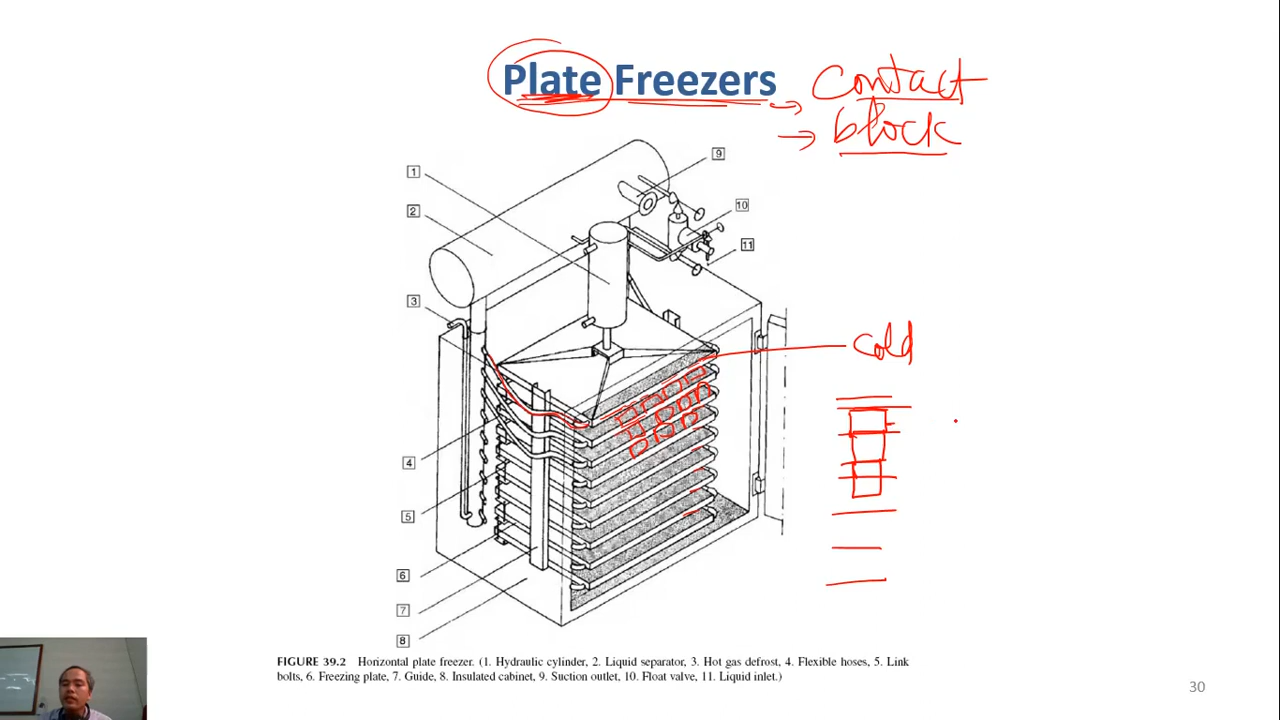 Plate Freezers → contact
→ block
1
9
2
10
11
3
cold
4
5
6
7
8
FIGURE 39.2 Horizontal plate freezer. (1. Hydraulic cylinder, 2. Liquid separator, 3. Hot gas defrost, 4. Flexible hoses, 5. Link
bolts, 6. Freezing plate, 7. Guide, 8. Insulated cabinet, 9. Suction outlet, 10. Float valve, 11. Liquid inlet.)
30